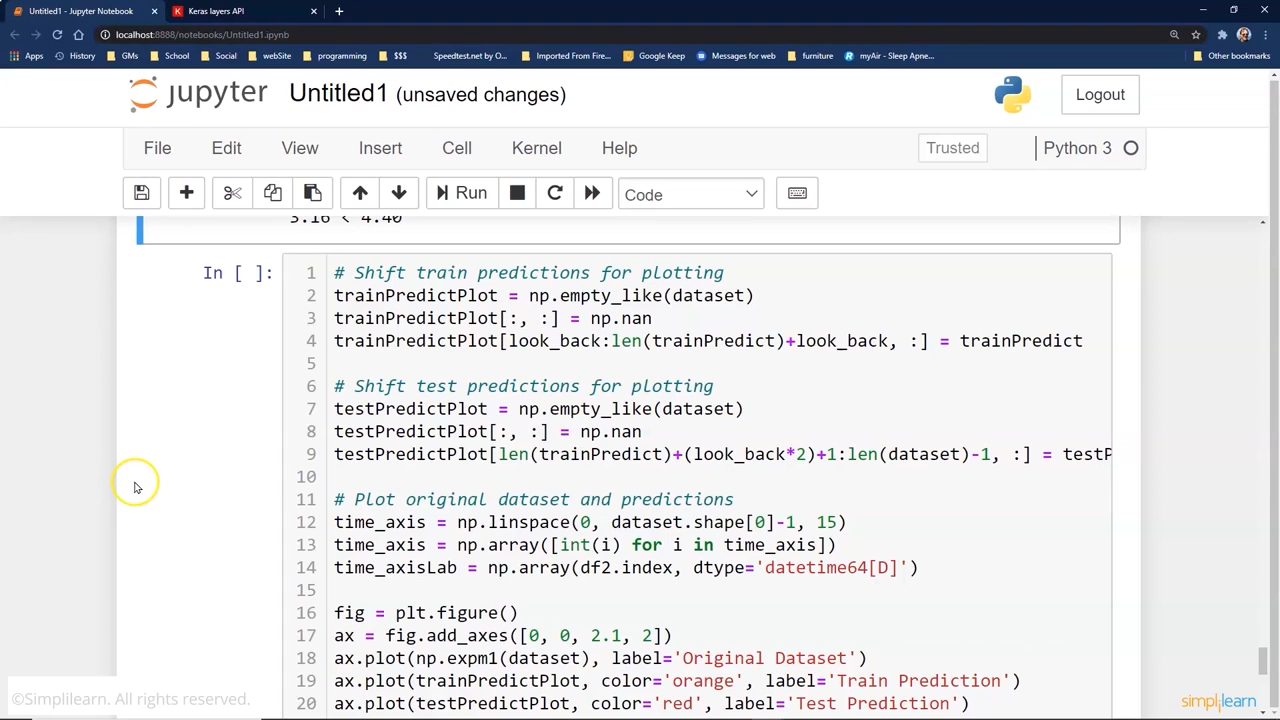 Untitled1 - Jupyter Notebook
Keras layers API
localhost:8888/notebooks/Untitled1.ipynb
Apps
History
GMs
School
Social
webSite
programming
$$$
Speedtest.net by O...
Imported From Fire...
Google Keep
Messages for web
furniture
myAir - Sleep Apne...
Other bookmarks
jupyter Untitled1 (unsaved changes)
Logout
File Edit View Insert Cell Kernel Help
Trusted
Python 3
Run
Code
3.16 < 4.40
In [ ]:
1 # Shift train predictions for plotting
2 trainPredictPlot = np.empty_like(dataset)
3 trainPredictPlot[:, :] = np.nan
4 trainPredictPlot[look_back:len(trainPredict)+look_back, :] = trainPredict
5
6 # Shift test predictions for plotting
7 testPredictPlot = np.empty_like(dataset)
8 testPredictPlot[:, :] = np.nan
9 testPredictPlot[len(trainPredict)+(look_back*2)+1:len(dataset)-1, :] = testP
10
11 # Plot original dataset and predictions
12 time_axis = np.linspace(0, dataset.shape[0]-1, 15)
13 time_axis = np.array([int(i) for i in time_axis])
14 time_axisLab = np.array(df2.index, dtype='datetime64[D]')
15
16 fig = plt.figure()
17 ax = fig.add_axes([0, 0, 2.1, 2])
18 ax.plot(np.expm1(dataset), label='Original Dataset')
19 ax.plot(trainPredictPlot, color='orange', label='Train Prediction')
20 ax.plot(testPredictPlot, color='red', label='Test Prediction')
©Simplilearn. All rights reserved.
simplilearn